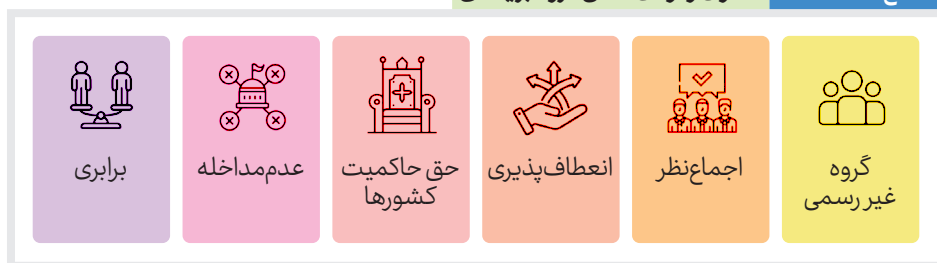 گروه
غیر رسمی
اجماع‌نظر
انعطاف‌پذیری
حق حاکمیت
کشورها
عدم‌مداخله
برابری